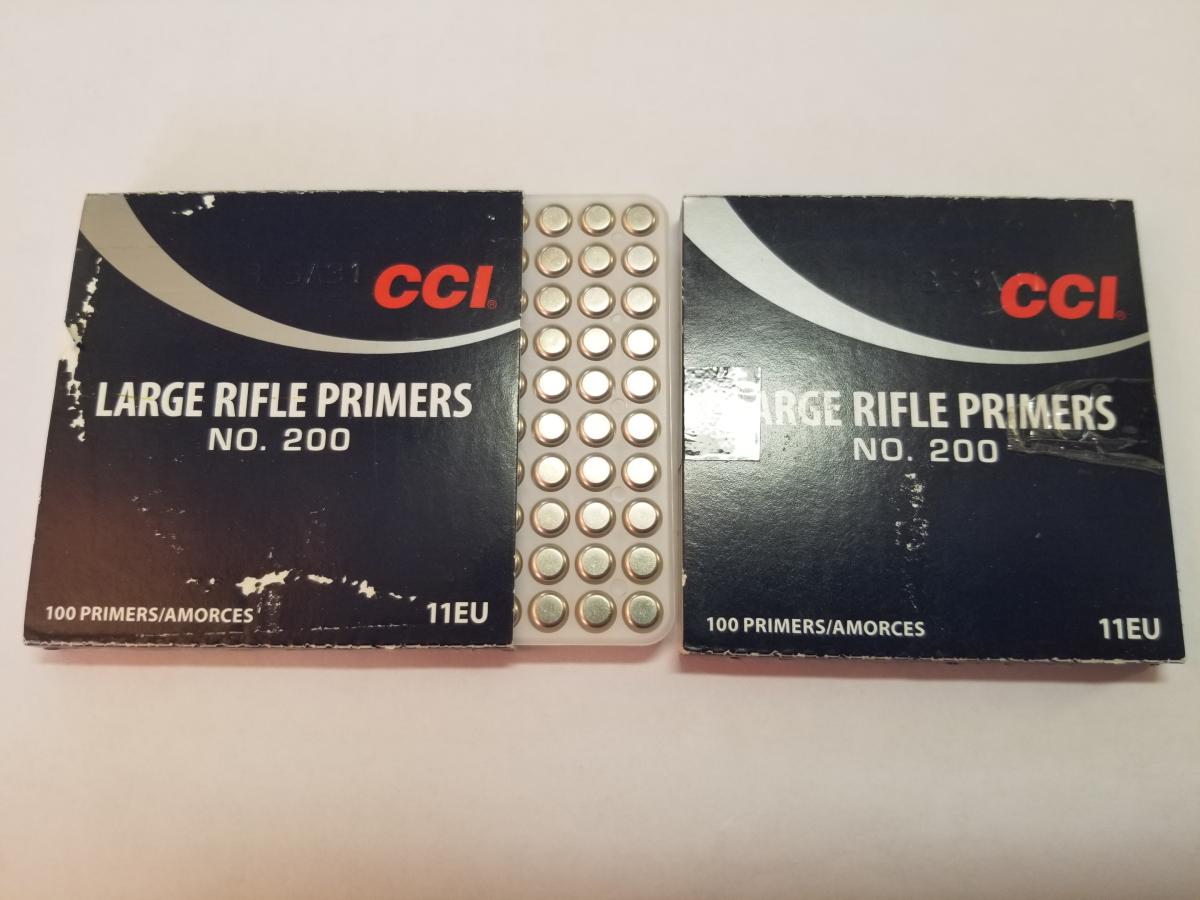 CCI®
LARGE RIFLE PRIMERS
NO. 200
100 PRIMERS/AMORCES
11EU
CCI®
ARGE RIFLE PRIMERS
NO. 200
100 PRIMERS/AMORCES
11EU